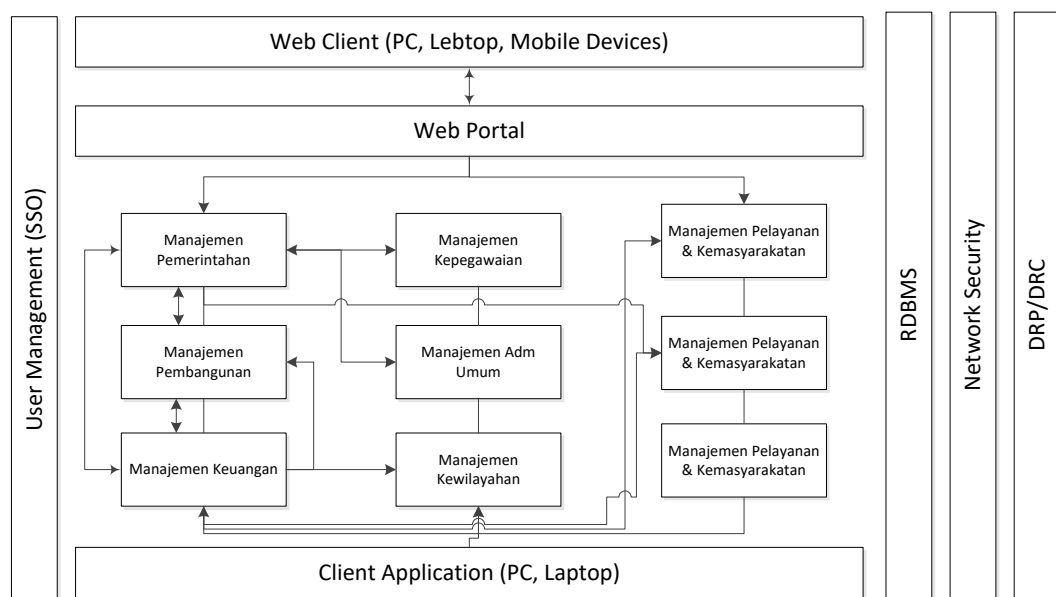 User Management (SSO)
Web Client (PC, Lebtop, Mobile Devices)
Web Portal
Manajemen
Pemerintahan
Manajemen
Kepegawaian
Manajemen Pelayanan
& Kemasyarakatan
Manajemen
Pembangunan
Manajemen Adm
Umum
Manajemen Pelayanan
& Kemasyarakatan
Manajemen Keuangan
Manajemen
Kewilayahan
Manajemen Pelayanan
& Kemasyarakatan
Client Application (PC, Laptop)
RDBMS
Network Security
DRP/DRC